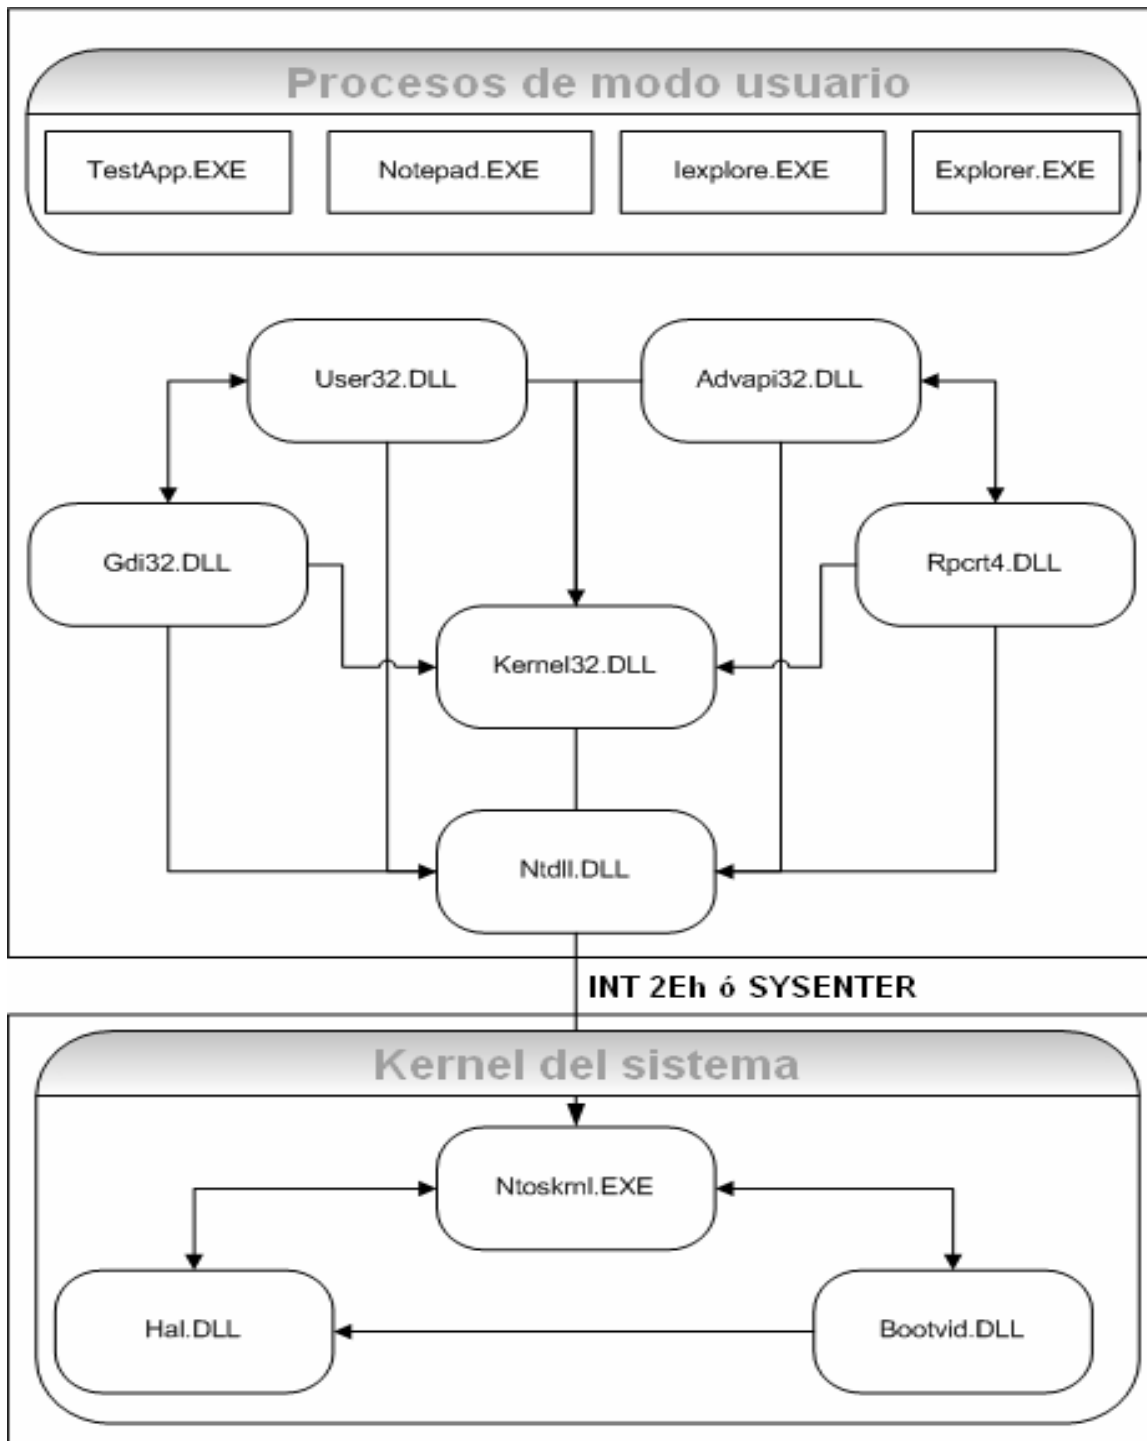 Procesos de modo usuario
TestApp.EXE
Notepad.EXE
Iexplore.EXE
Explorer.EXE
User32.DLL
Advapi32.DLL
Gdi32.DLL
Rpcrt4.DLL
Kernel32.DLL
Ntdll.DLL
INT 2Eh ó SYSENTER
Kernel del sistema
Ntoskrnl.EXE
Hal.DLL
Bootvid.DLL